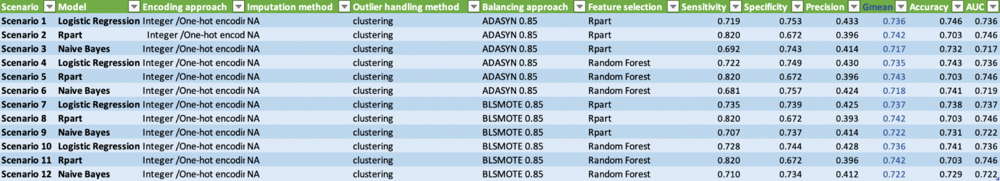 Scenario Model Encoding approach Imputation method Outlier handling method Balancing approach Feature selection Sensitivity Specificity Precision Gmean Accuracy AUC
Scenario 1 Logistic Regression Integer /One-hot encodin NA clustering ADASYN 0.85 Rpart 0.719 0.753 0.433 0.736 0.746 0.736
Scenario 2 Rpart Integer /One-hot encod NA clustering ADASYN 0.85 Rpart 0.820 0.672 0.396 0.742 0.703 0.746
Scenario 3 Naive Bayes Integer /One-hot encodin NA clustering ADASYN 0.85 Rpart 0.692 0.743 0.414 0.717 0.732 0.717
Scenario 4 Logistic Regression Integer /One-hot encodin NA clustering ADASYN 0.85 Random Forest 0.722 0.749 0.430 0.735 0.743 0.736
Scenario 5 Rpart Integer /One-hot encodin NA clustering ADASYN 0.85 Random Forest 0.820 0.672 0.396 0.743 0.703 0.746
Scenario 6 Naive Bayes Integer /One-hot encodin NA clustering ADASYN 0.85 Random Forest 0.681 0.757 0.424 0.718 0.741 0.719
Scenario 7 Logistic Regression Integer /One-hot encodin NA clustering BLSMOTE 0.85 Rpart 0.735 0.739 0.425 0.737 0.738 0.737
Scenario 8 Rpart Integer /One-hot encodin NA clustering BLSMOTE 0.85 Rpart 0.820 0.672 0.393 0.742 0.703 0.746
Scenario 9 Naive Bayes Integer /One-hot encodin NA clustering BLSMOTE 0.85 Rpart 0.707 0.737 0.414 0.722 0.731 0.722
Scenario 10 Logistic Regression Integer /One-hot encodin NA clustering BLSMOTE 0.85 Random Forest 0.728 0.744 0.428 0.736 0.741 0.736
Scenario 11 Rpart Integer /One-hot encodin NA clustering BLSMOTE 0.85 Random Forest 0.820 0.672 0.396 0.742 0.703 0.746
Scenario 12 Naive Bayes Integer /One-hot encodin NA clustering BLSMOTE 0.85 Random Forest 0.710 0.734 0.412 0.722 0.729 0.722